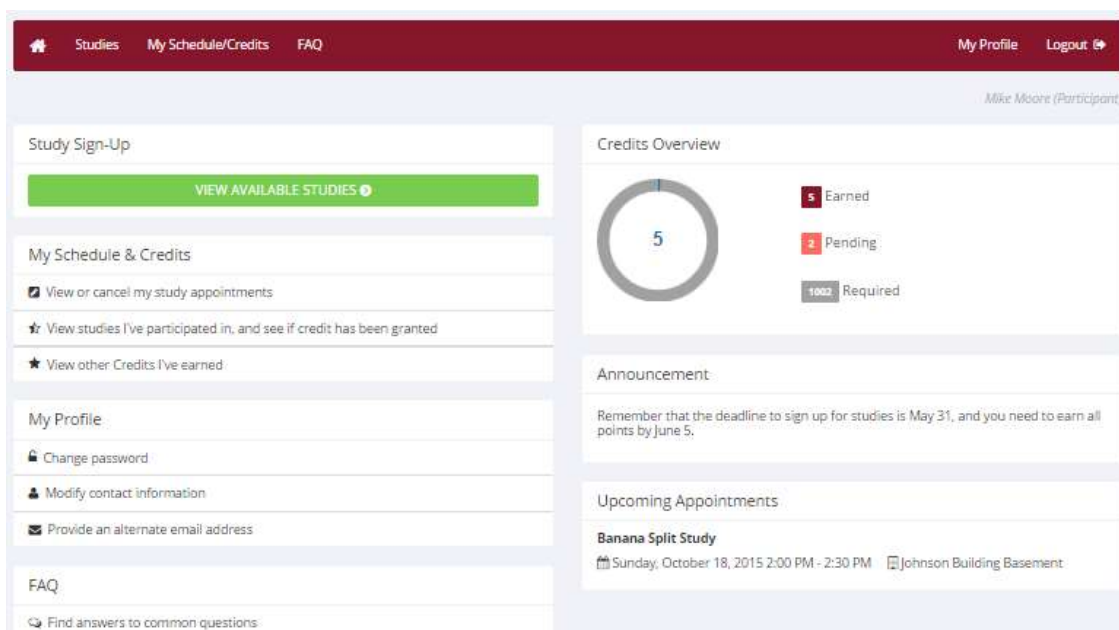 Studies My Schedule/Credits FAQ My Profile Logout
Mike Moore (Participant
Study Sign-Up
VIEW AVAILABLE STUDIES
My Schedule & Credits
View or cancel my study appointments
View studies I've participated in, and see if credit has been granted
View other Credits I've earned
My Profile
Change password
Modify contact information
Provide an alternate email address
FAQ
Find answers to common questions
Credits Overview
5
5 Earned
2 Pending
1002 Required
Announcement
Remember that the deadline to sign up for studies is May 31, and you need to earn all
points by June 5.
Upcoming Appointments
Banana Split Study
Sunday, October 18, 2015 2:00 PM - 2:30 PM Johnson Building Basement